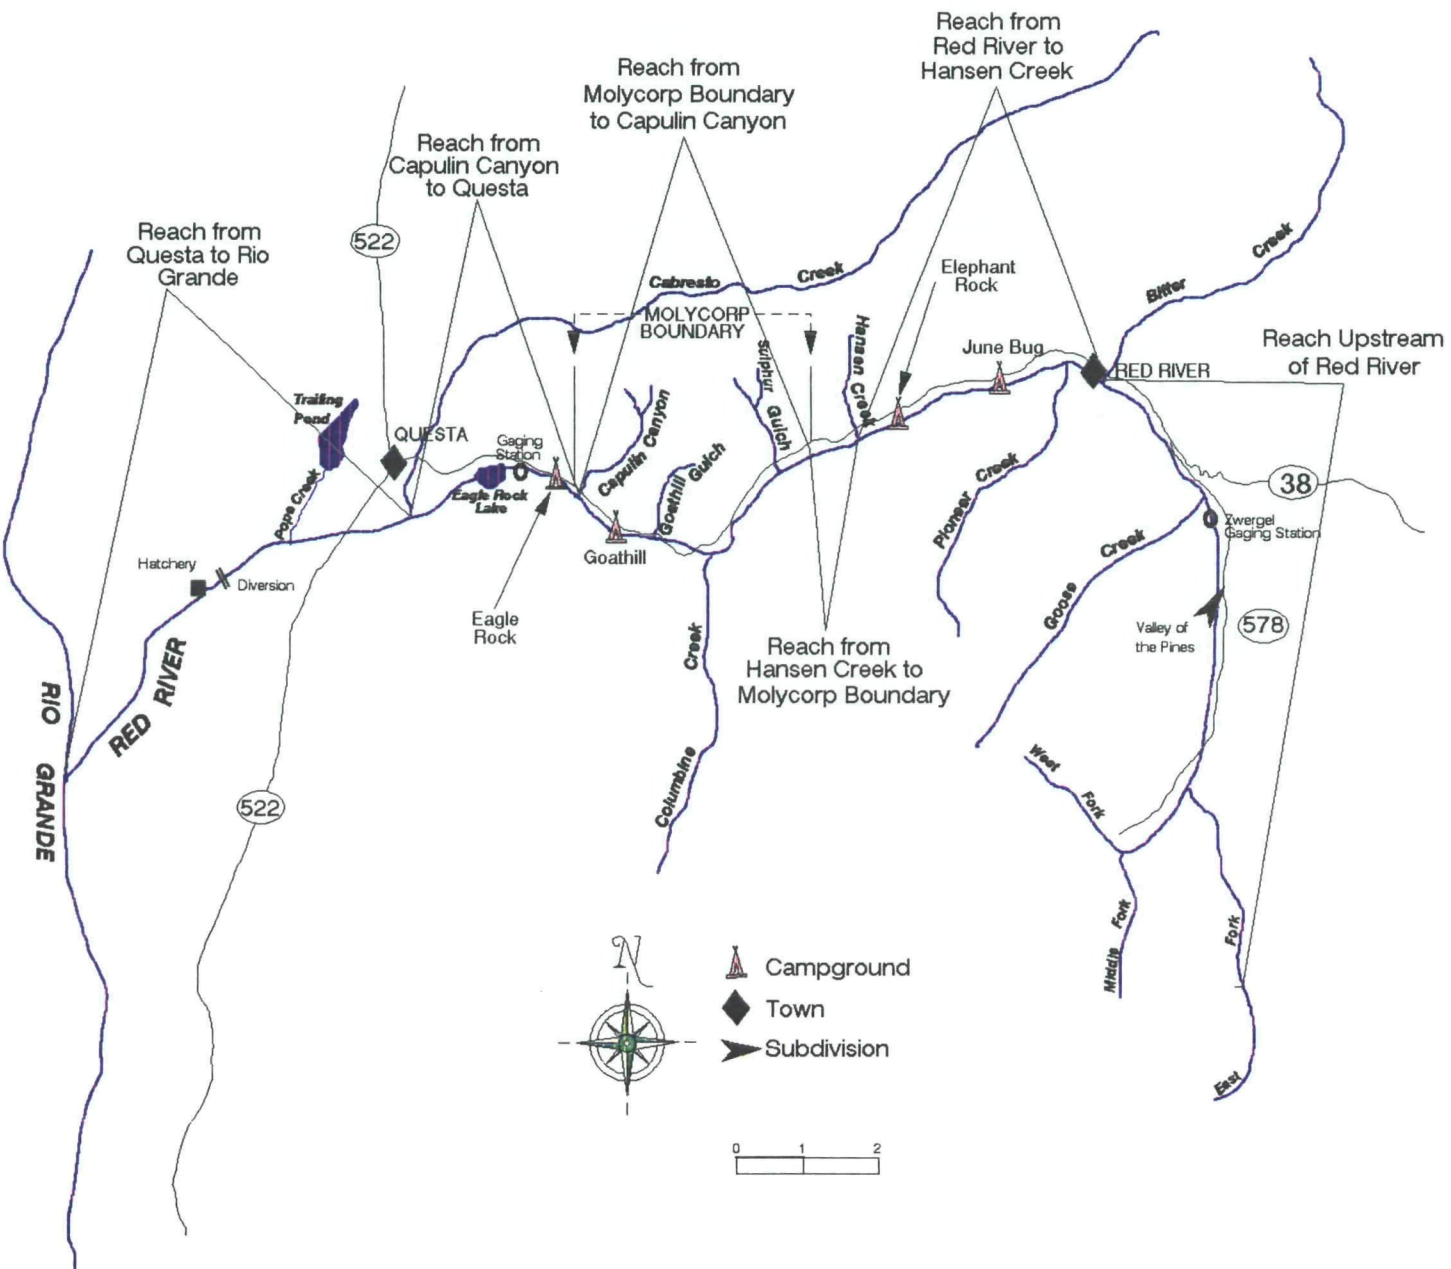 Reach from
Red River to
Hansen Creek
Reach from
Molycorp Boundary
to Capulin Canyon
Reach from
Capulin Canyon
to Questa
Reach from
Questa to Rio
Grande
522
Cabresto Creek
Elephant
Rock
Bitter Creek
MOLYCORP
BOUNDARY
Hansen Creek
Sulphur Gulch
June Bug
RED RIVER
Reach Upstream
of Red River
Trailing
Pond
QUESTA
Gaging
Station
Capulin Canyon
Goathill Gulch
Eagle Rock
Lake
Pope Creek
Pioneer Creek
38
Zwergel
Gaging Station
Goose Creek
Hatchery
Diversion
Goathill
Eagle
Rock
Valley of
the Pines
578
Reach from
Hansen Creek to
Molycorp Boundary
RED RIVER
RIO GRANDE
Columbine Creek
522
West Fork
Middle Fork
East Fork
N
Campground
Town
Subdivision
0 1 2